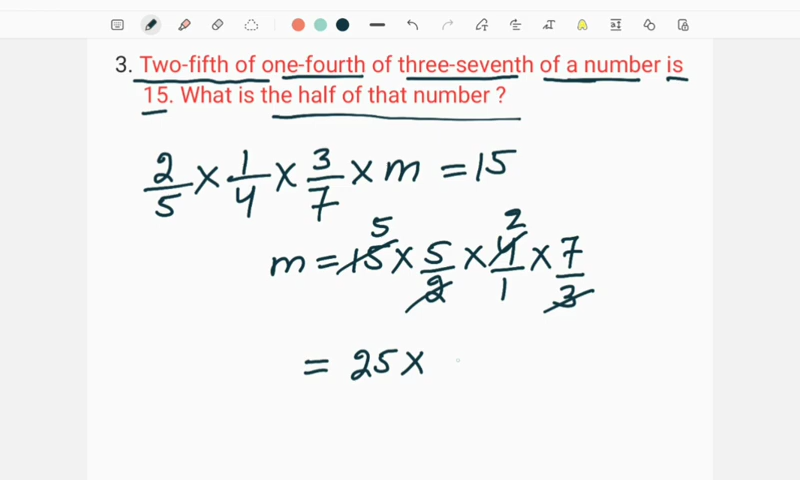 3. Two-fifth of one-fourth of three-seventh of a number is
15. What is the half of that number ?
2/5 × 1/4 × 3/7 × m = 15
5 2
m = 15 × 5/2 × 4/1 × 7/3
= 25 ×